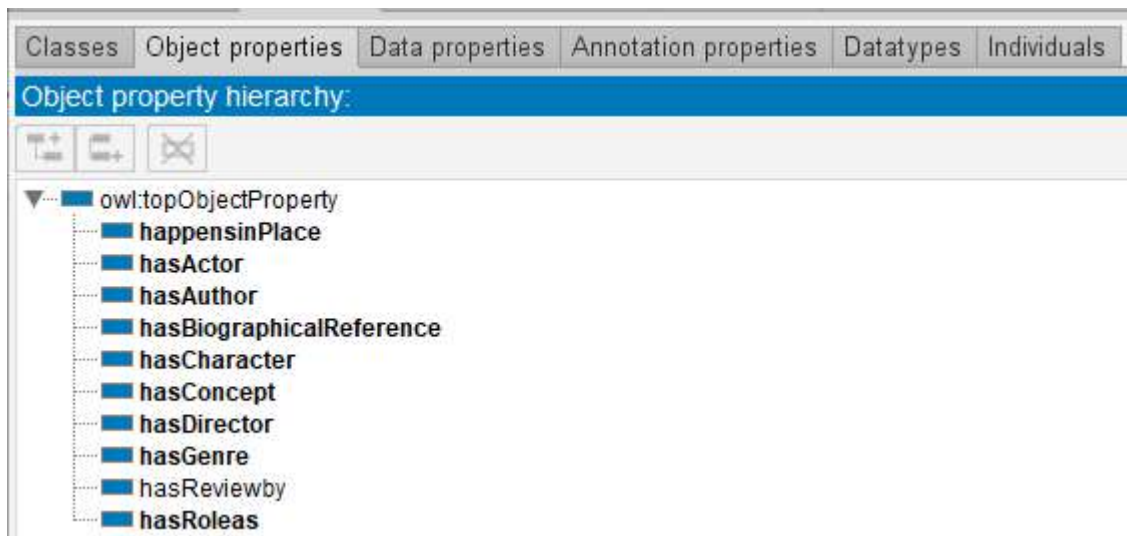 Classes Object properties Data properties Annotation properties Datatypes Individuals
Object property hierarchy:
owl:topObjectProperty
happensinPlace
hasActor
hasAuthor
hasBiographicalReference
hasCharacter
hasConcept
hasDirector
hasGenre
hasReviewby
hasRoleas